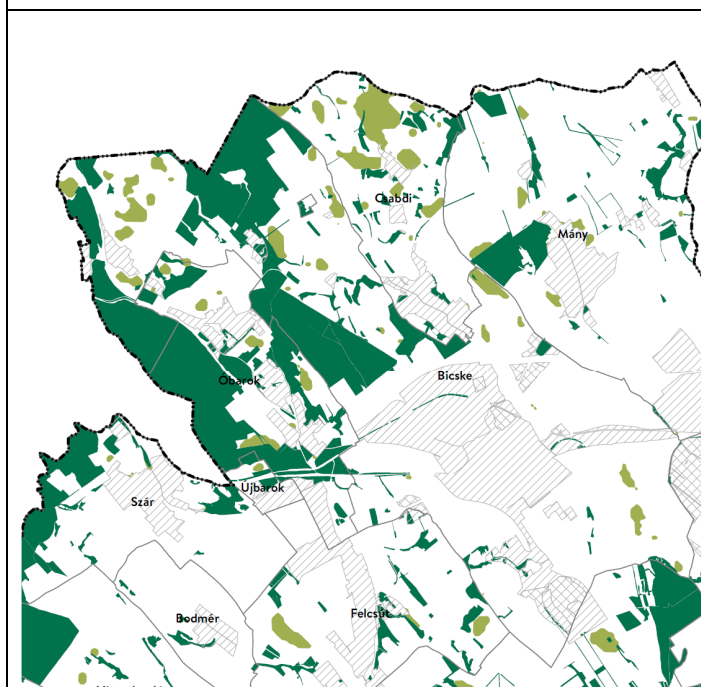 Csabdi
Mány
Bicske
Óbarok
Újbarok
Szár
Bodmér
Felcsút